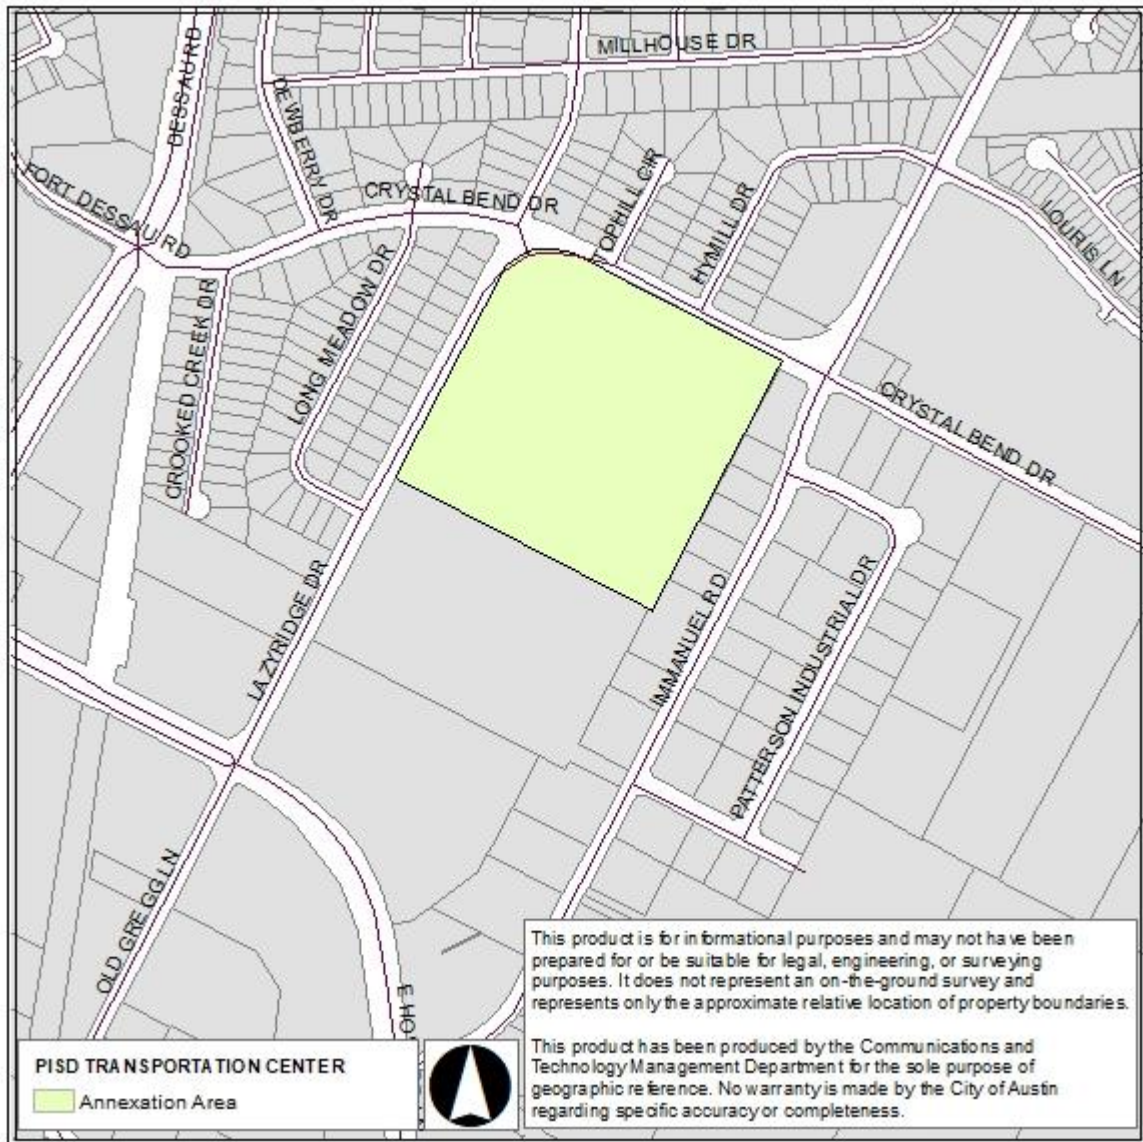 MILLHOUSE DR
DESSAU RD
DEWBERRY DR
FORT DESSAU RD
CRYSTALBEND DR
TOPHILL CIR
HYMILL DR
LOURIS LN
CROOKED CREEK DR
LONG MEADOW DR
CRYSTALBEND DR
LAZYRIDGE DR
IMMANUEL RD
PATTERSON INDUSTRIAL DR
OLD GREGG LN
E HO
This product is for informational purposes and may not have been
prepared for or be suitable for legal, engineering, or surveying
purposes. It does not represent an on-the-ground survey and
represents only the approximate relative location of property boundaries.
This product has been produced by the Communications and
Technology Management Department for the sole purpose of
geographic reference. No warranty is made by the City of Austin
regarding specific accuracy or completeness.
PISD TRANSPORTATION CENTER
Annexation Area